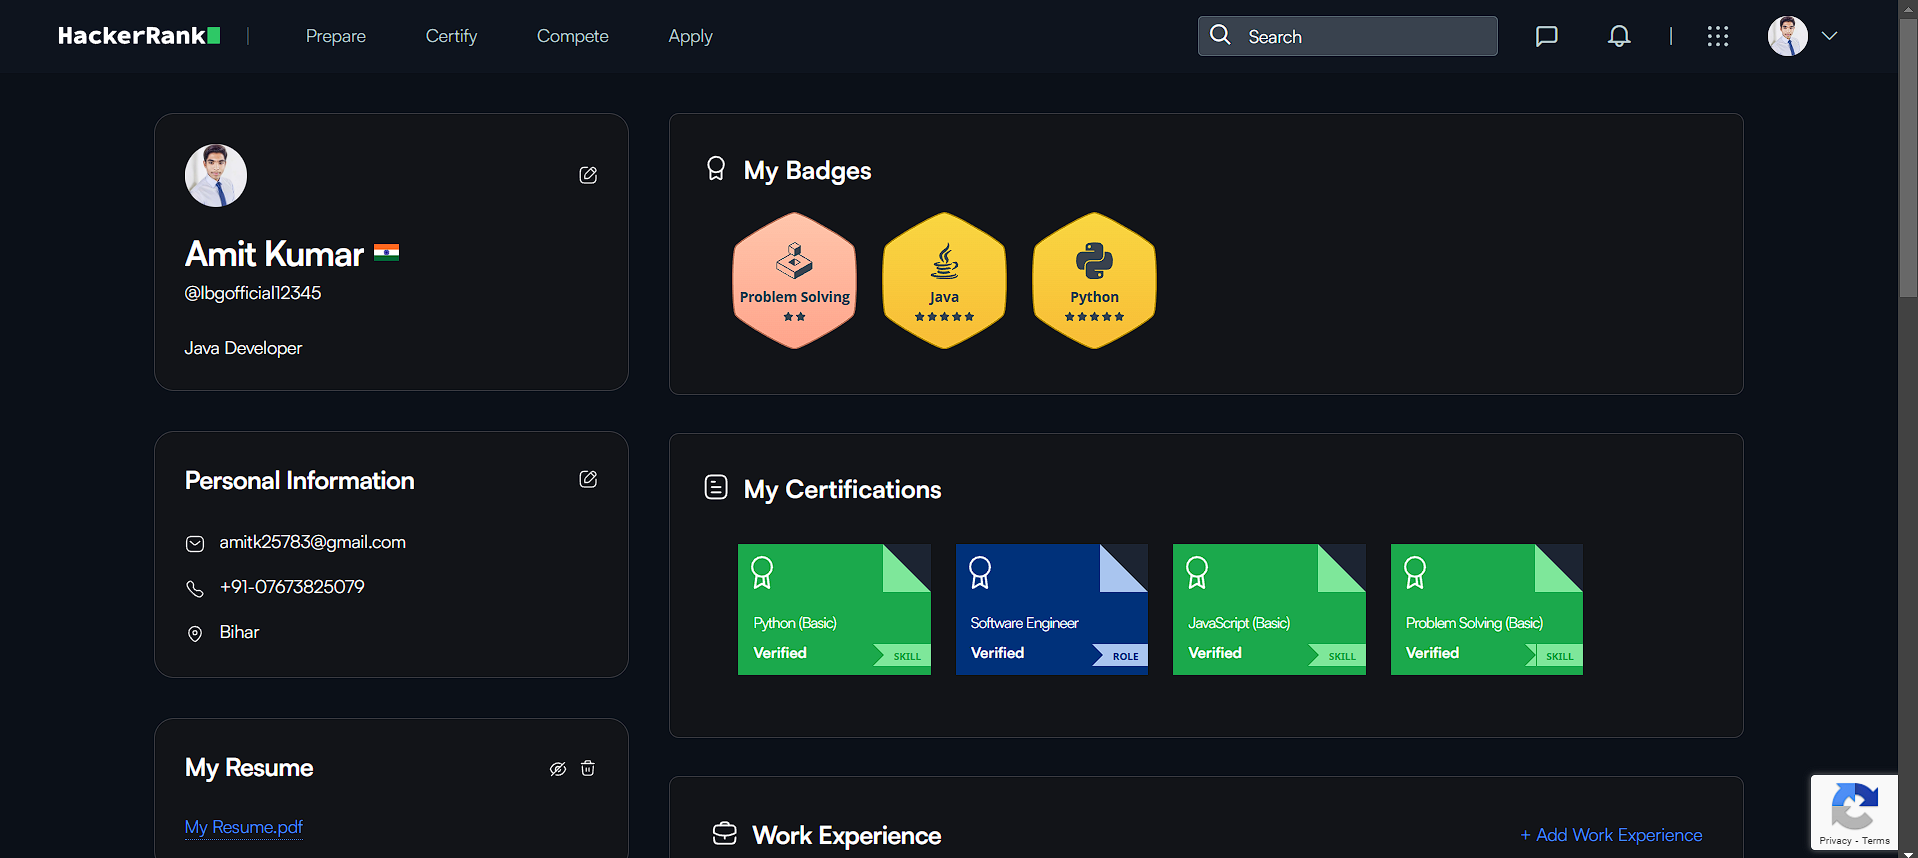 HackerRank
Prepare
Certify
Compete
Apply
Search
Amit Kumar
@lbgofficial12345
Java Developer
Personal Information
amitk25783@gmail.com
+91-07673825079
Bihar
My Resume
My Resume.pdf
My Badges
Problem Solving
Java
Python
My Certifications
Python (Basic)
Verified
SKILL
Software Engineer
Verified
ROLE
JavaScript (Basic)
Verified
SKILL
Problem Solving (Basic)
Verified
SKILL
Work Experience
+ Add Work Experience
Privacy - Terms